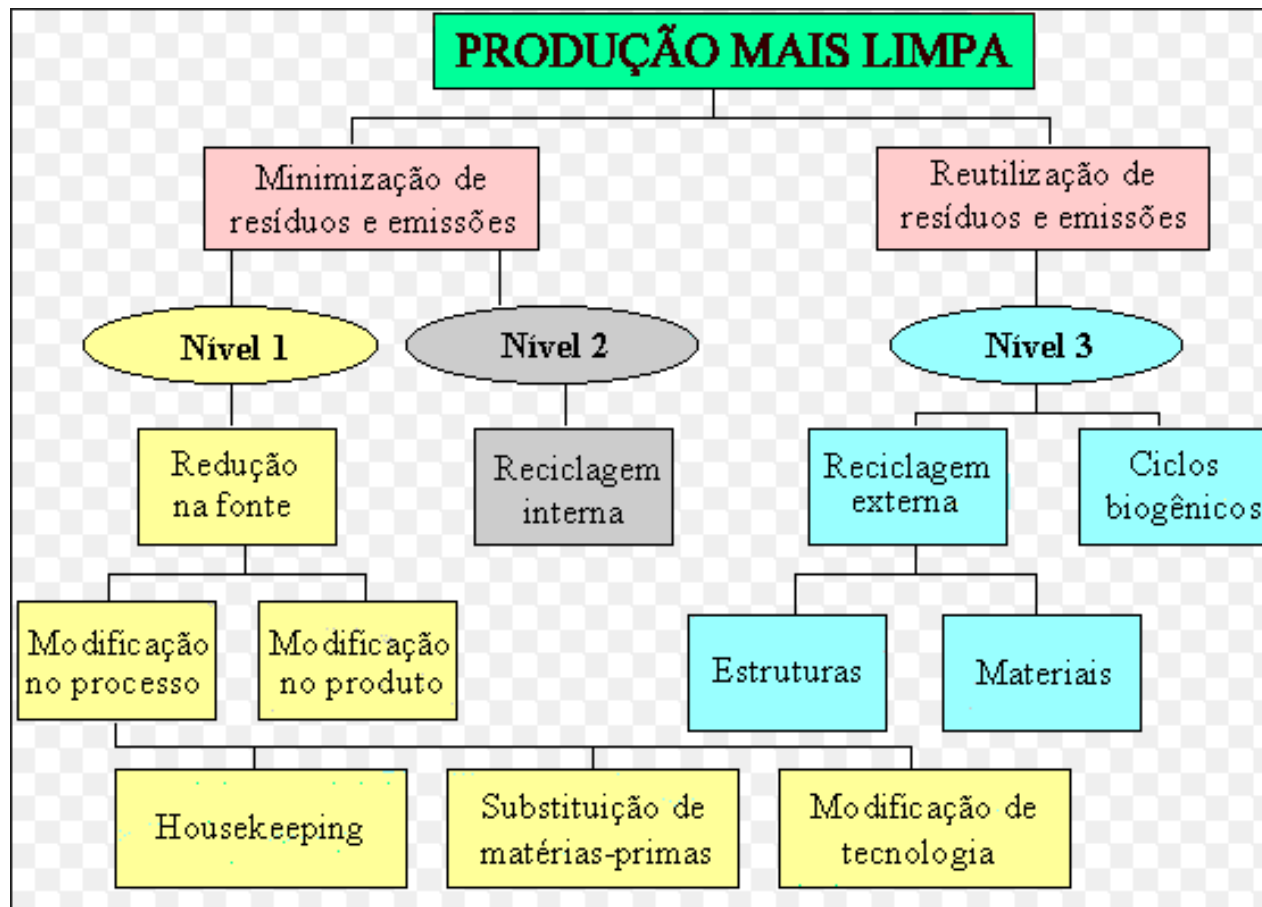 PRODUÇÃO MAIS LIMPA
Minimização de
resíduos e emissões
Reutilização de
resíduos e emissões
Nível 1
Nível 2
Nível 3
Redução
na fonte
Reciclagem
interna
Reciclagem
externa
Ciclos
biogênicos
Modificação
no processo
Modificação
no produto
Estruturas
Materiais
Housekeeping
Substituição de
matérias-primas
Modificação de
tecnologia